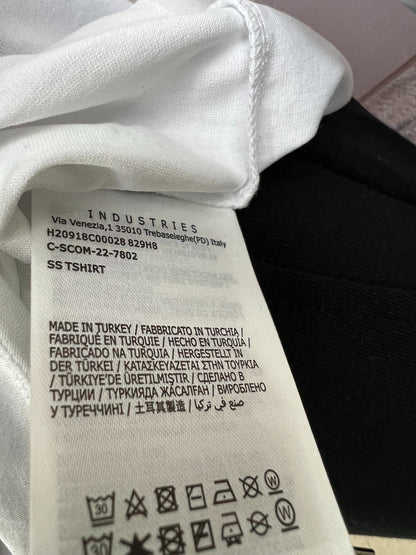 INDUSTRIES
Via Venezia,1 35010 Trebaseleghe(PD) Italy
H20918C00028 829H8
C-SCOM-22-7802
SS TSHIRT
MADE IN TURKEY / FABBRICATO IN TURCHIA /
FABRIQUÉ EN TURQUIE / HECHO EN TURQUÍA /
FABRICADO NA TURQUIA / HERGESTELLT IN
DER TÜRKEI / ΚΑΤΑΣΚΕΥΑΖΕΤΑΙ ΣΤΗΝ ΤΟΥΡΚΙΑ
/ TÜRKİYE'DE ÜRETİLMİŞTİR / СДЕЛАНО В
ТУРЦИИ / ТҮРКИЯДА ЖАСАЛҒАН / ВИРОБЛЕНО
У ТУРЕЧЧИНІ / 土耳其製造 / صنع في تركيا
30 W
30 W